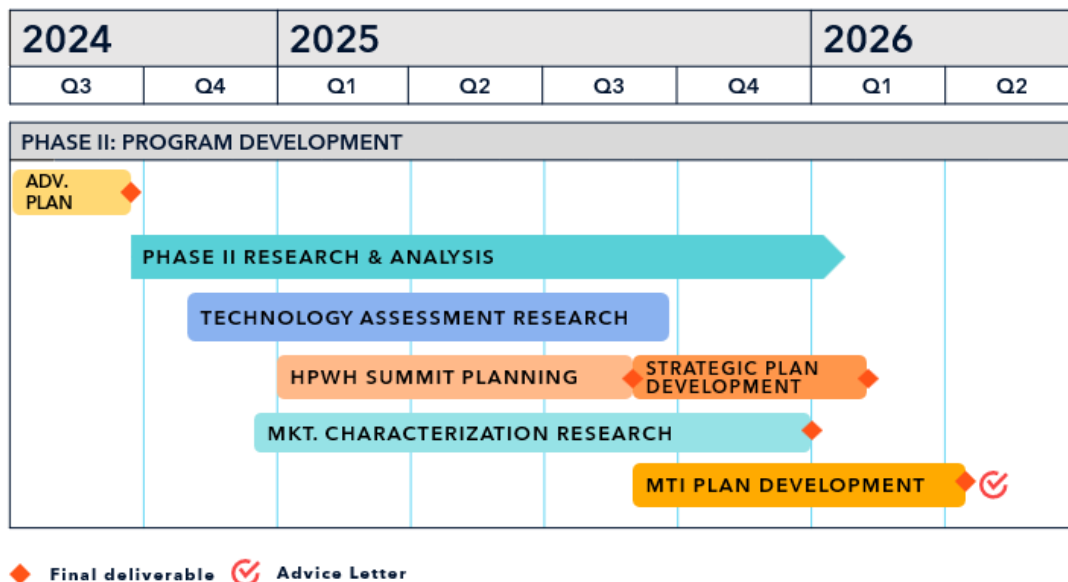 2024 2025 2026
Q3 Q4 Q1 Q2 Q3 Q4 Q1 Q2
PHASE II: PROGRAM DEVELOPMENT
ADV.
PLAN
PHASE II RESEARCH & ANALYSIS
TECHNOLOGY ASSESSMENT RESEARCH
HPWH SUMMIT PLANNING
STRATEGIC PLAN
DEVELOPMENT
MKT. CHARACTERIZATION RESEARCH
MTI PLAN DEVELOPMENT
Final deliverable Advice Letter